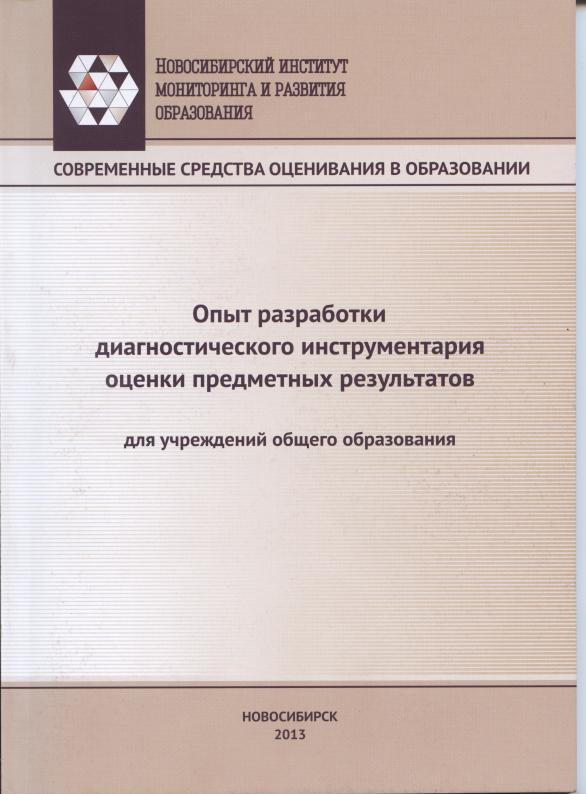 Новосибирский институт
мониторинга и развития
образования
СОВРЕМЕННЫЕ СРЕДСТВА ОЦЕНИВАНИЯ В ОБРАЗОВАНИИ
Опыт разработки
диагностического инструментария
оценки предметных результатов
для учреждений общего образования
НОВОСИБИРСК
2013